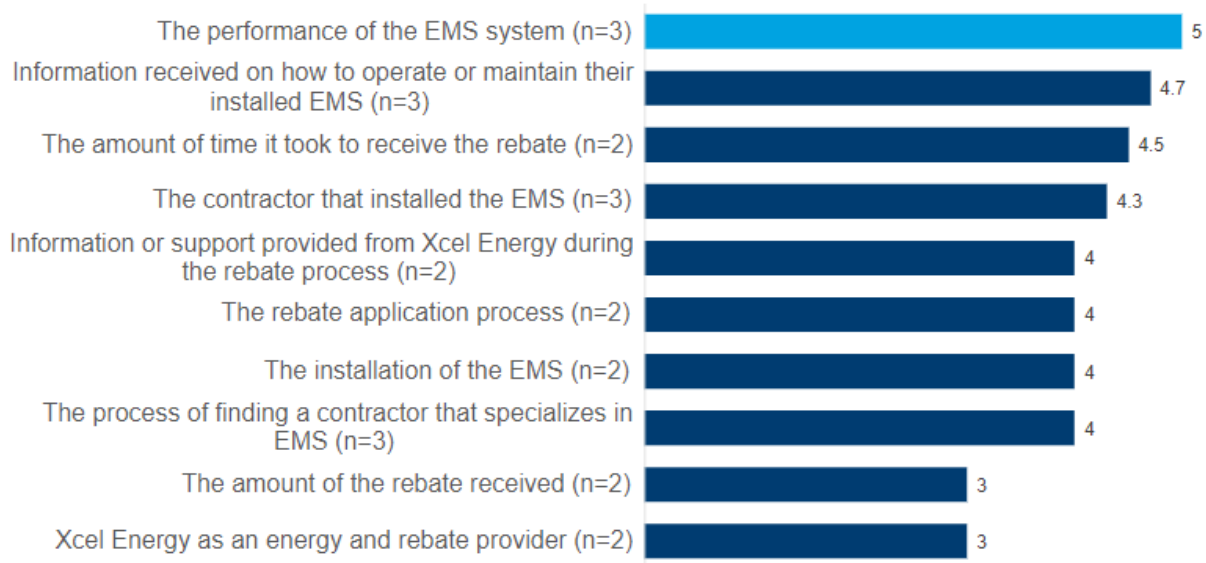 The performance of the EMS system (n=3)
5
Information received on how to operate or maintain their
installed EMS (n=3)
4.7
The amount of time it took to receive the rebate (n=2)
4.5
The contractor that installed the EMS (n=3)
4.3
Information or support provided from Xcel Energy during
the rebate process (n=2)
4
The rebate application process (n=2)
4
The installation of the EMS (n=2)
4
The process of finding a contractor that specializes in
EMS (n=3)
4
The amount of the rebate received (n=2)
3
Xcel Energy as an energy and rebate provider (n=2)
3